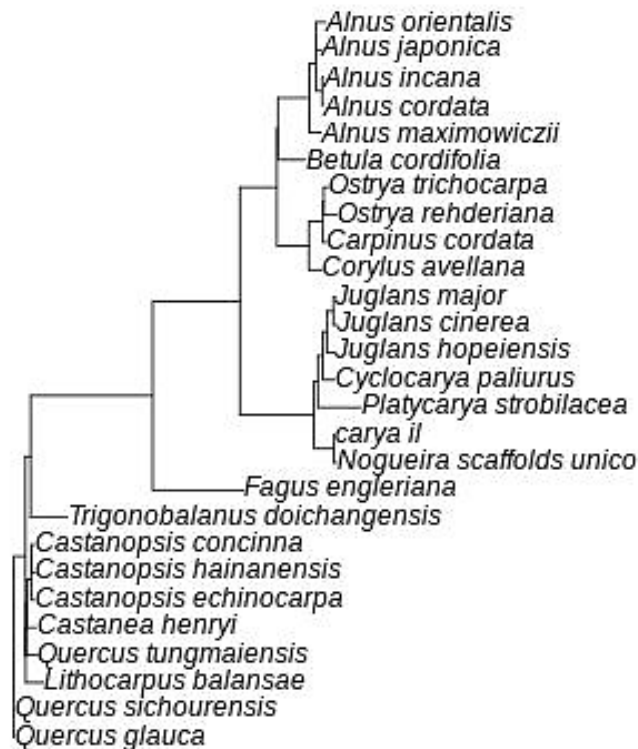 Alnus orientalis
Alnus japonica
Alnus incana
Alnus cordata
Alnus maximowiczii
Betula cordifolia
Ostrya trichocarpa
Ostrya rehderiana
Carpinus cordata
Corylus avellana
Juglans major
Juglans cinerea
Juglans hopeiensis
Cyclocarya paliurus
Platycarya strobilacea
carya il
Nogueira scaffolds unico
Fagus engleriana
Trigonobalanus doichangensis
Castanopsis concinna
Castanopsis hainanensis
Castanopsis echinocarpa
Castanea henryi
Quercus tungmaiensis
Lithocarpus balansae
Quercus sichourensis
Quercus glauca